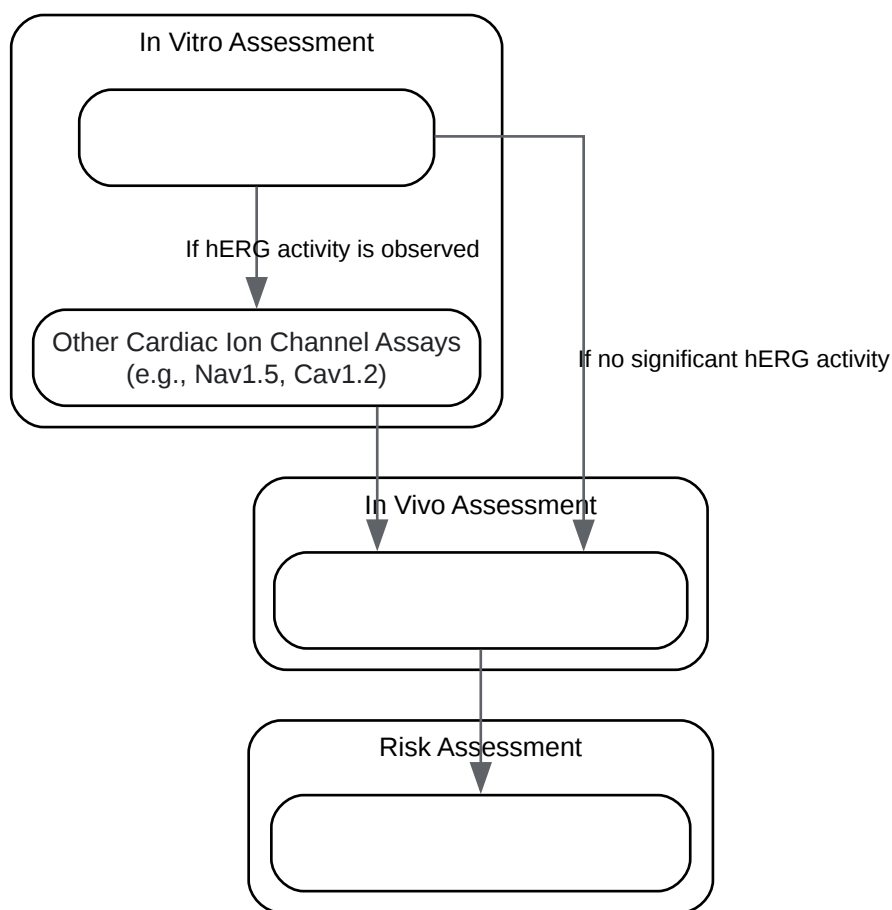 In Vitro Assessment
If hERG activity is observed
Other Cardiac Ion Channel Assays
(e.g., Nav1.5, Cav1.2)
If no significant hERG activity
In Vivo Assessment
Risk Assessment